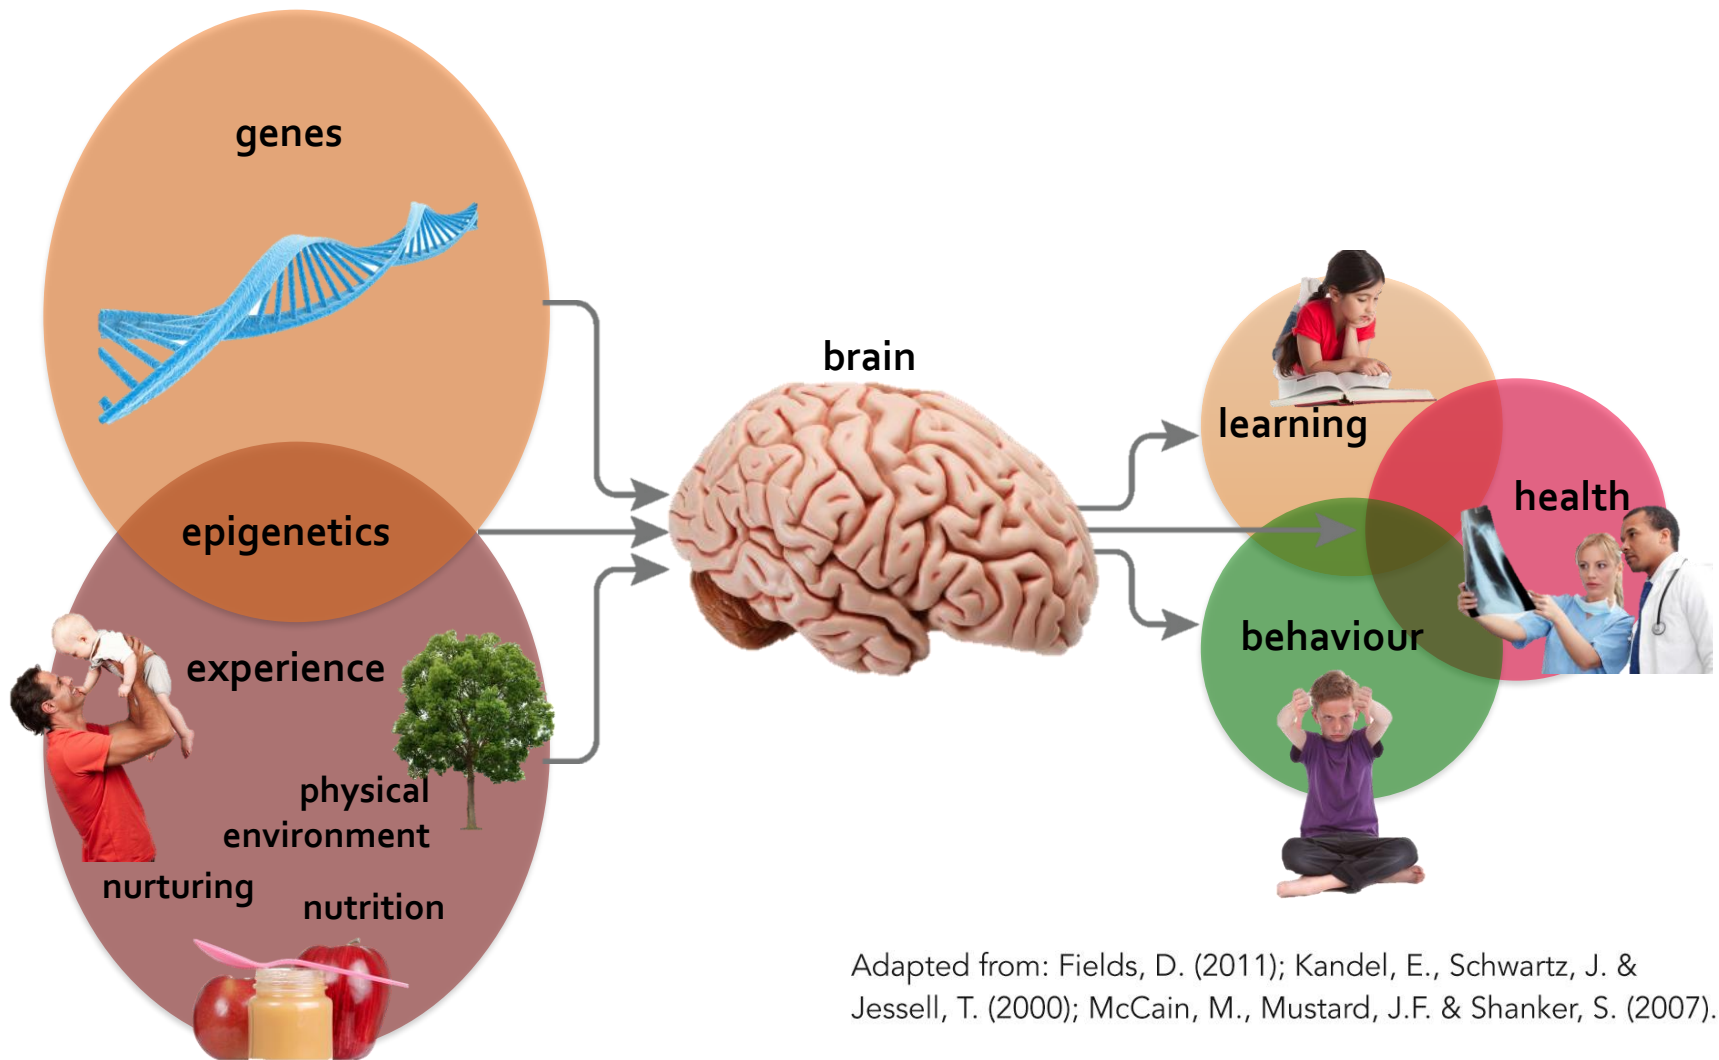 genes
epigenetics
experience
physical
environment
nurturing
nutrition
brain
learning
health
behaviour
Adapted from: Fields, D. (2011); Kandel, E., Schwartz, J. &
Jessell, T. (2000); McCain, M., Mustard, J.F. & Shanker, S. (2007).